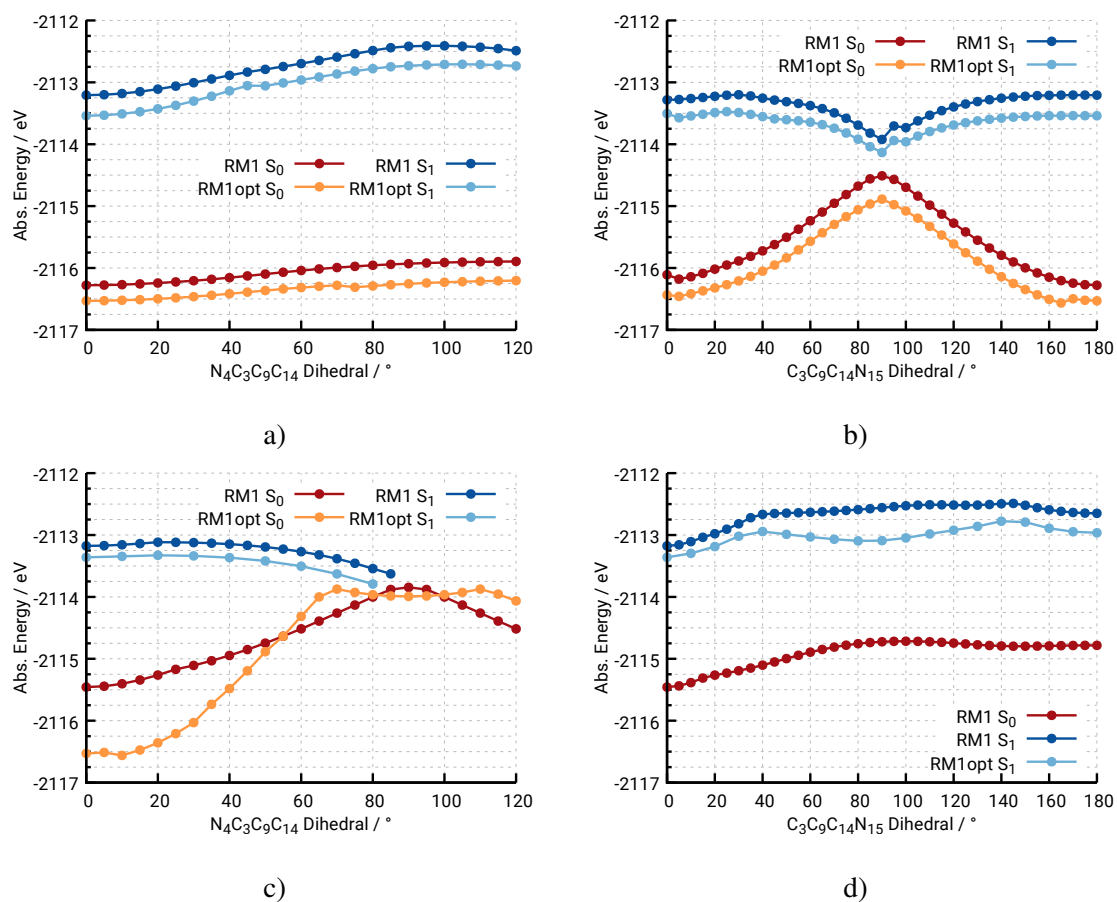 -2112
-2113
-2114
-2115
-2116
-2117
Abs. Energy / eV
RM1 S₀ RM1 S₁
RM1opt S₀ RM1opt S₁
0 20 40 60 80 100 120
N₄C₃C₉C₁₄ Dihedral / °
a)
-2112
-2113
-2114
-2115
-2116
-2117
Abs. Energy / eV
RM1 S₀ RM1 S₁
RM1opt S₀ RM1opt S₁
0 20 40 60 80 100 120 140 160 180
C₃C₉C₁₄N₁₅ Dihedral / °
b)
-2112
-2113
-2114
-2115
-2116
-2117
Abs. Energy / eV
RM1 S₀ RM1 S₁
RM1opt S₀ RM1opt S₁
0 20 40 60 80 100 120
N₄C₃C₉C₁₄ Dihedral / °
c)
-2112
-2113
-2114
-2115
-2116
-2117
Abs. Energy / eV
RM1 S₀
RM1 S₁
RM1opt S₁
0 20 40 60 80 100 120 140 160 180
C₃C₉C₁₄N₁₅ Dihedral / °
d)